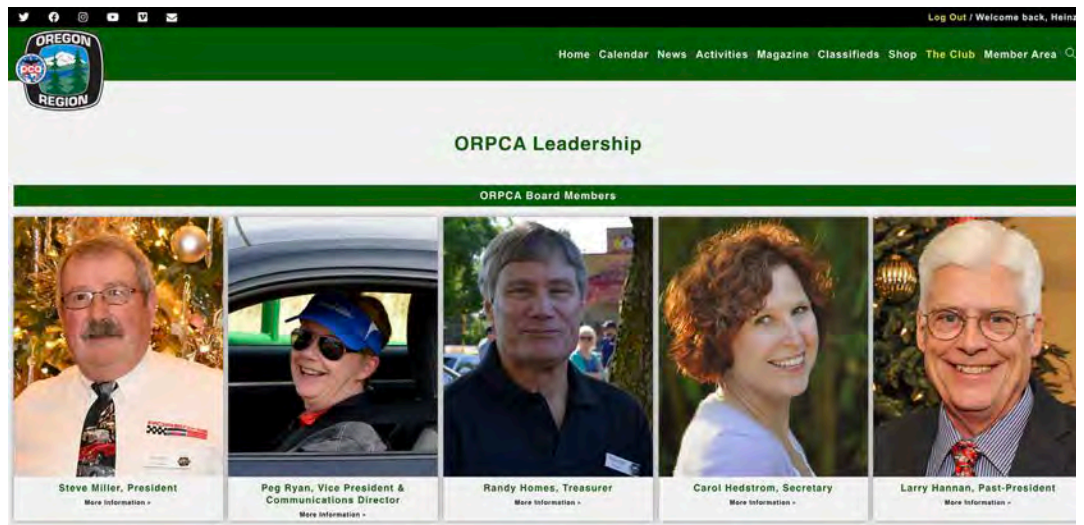 Log Out / Welcome back, Heinz
OREGON
pca
REGION
Home Calendar News Activities Magazine Classifieds Shop The Club Member Area
ORPCA Leadership
ORPCA Board Members
Steve Miller, President
More Information »
Peg Ryan, Vice President &
Communications Director
More Information »
Randy Homes, Treasurer
More Information »
Carol Hedstrom, Secretary
More Information »
Larry Hannan, Past-President
More Information »